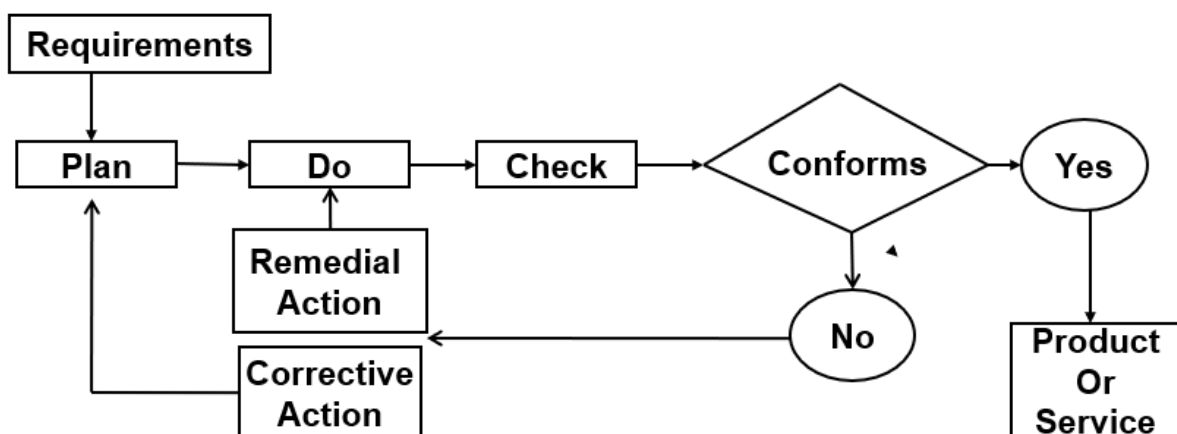 Requirements
Plan
Do
Check
Conforms
Yes
Remedial
Action
No
Corrective
Action
Product
Or
Service